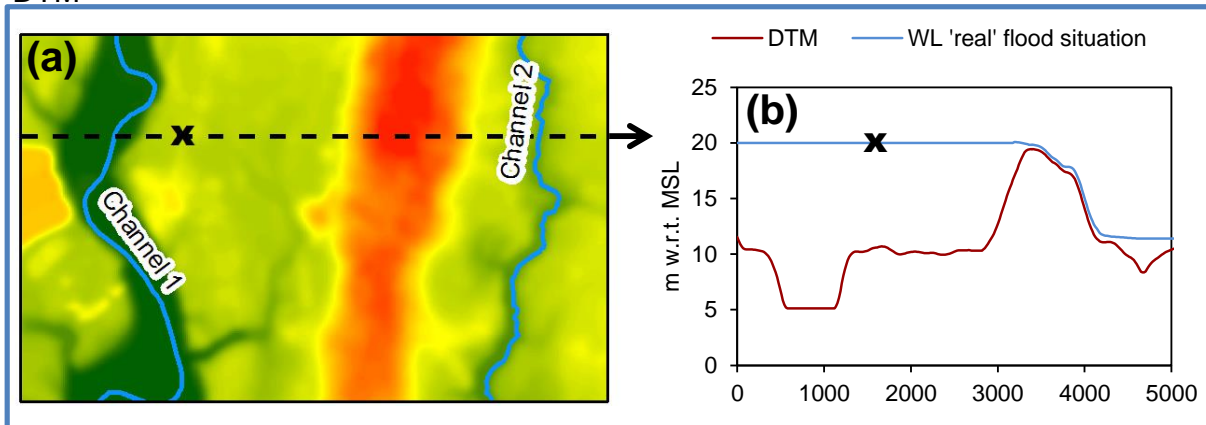 DTM
(a)
Channel 1
Channel 2
x
DTM
WL 'real' flood situation
(b)
x
m w.r.t. MSL
25
20
15
10
5
0
0 1000 2000 3000 4000 5000